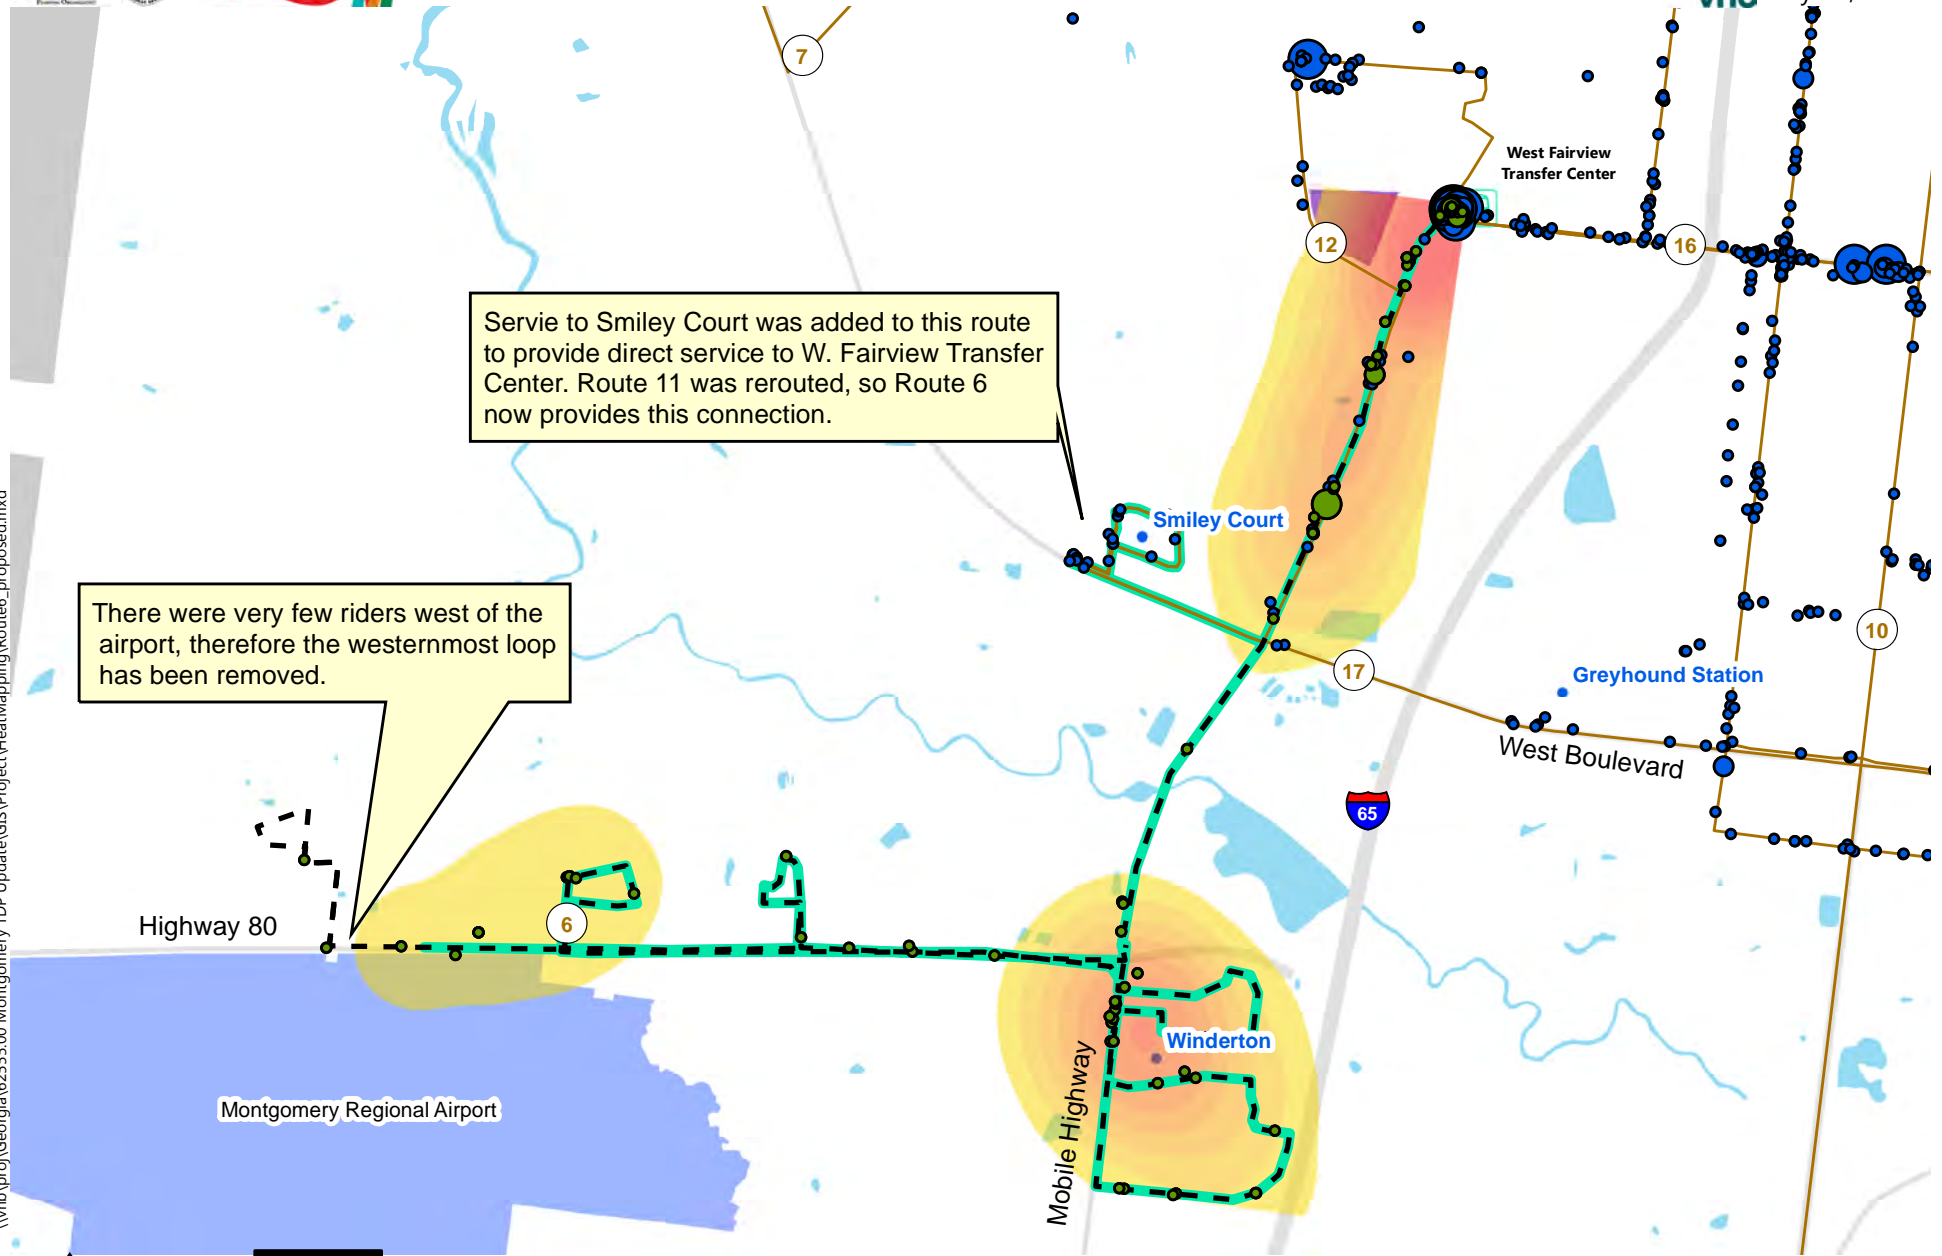 7
West Fairview
Transfer Center
12
16
Servie to Smiley Court was added to this route
to provide direct service to W. Fairview Transfer
Center. Route 11 was rerouted, so Route 6
now provides this connection.
Smiley Court
There were very few riders west of the
airport, therefore the westernmost loop
has been removed.
10
17
Greyhound Station
West Boulevard
65
Highway 80
6
Winderton
Montgomery Regional Airport
Mobile Highway